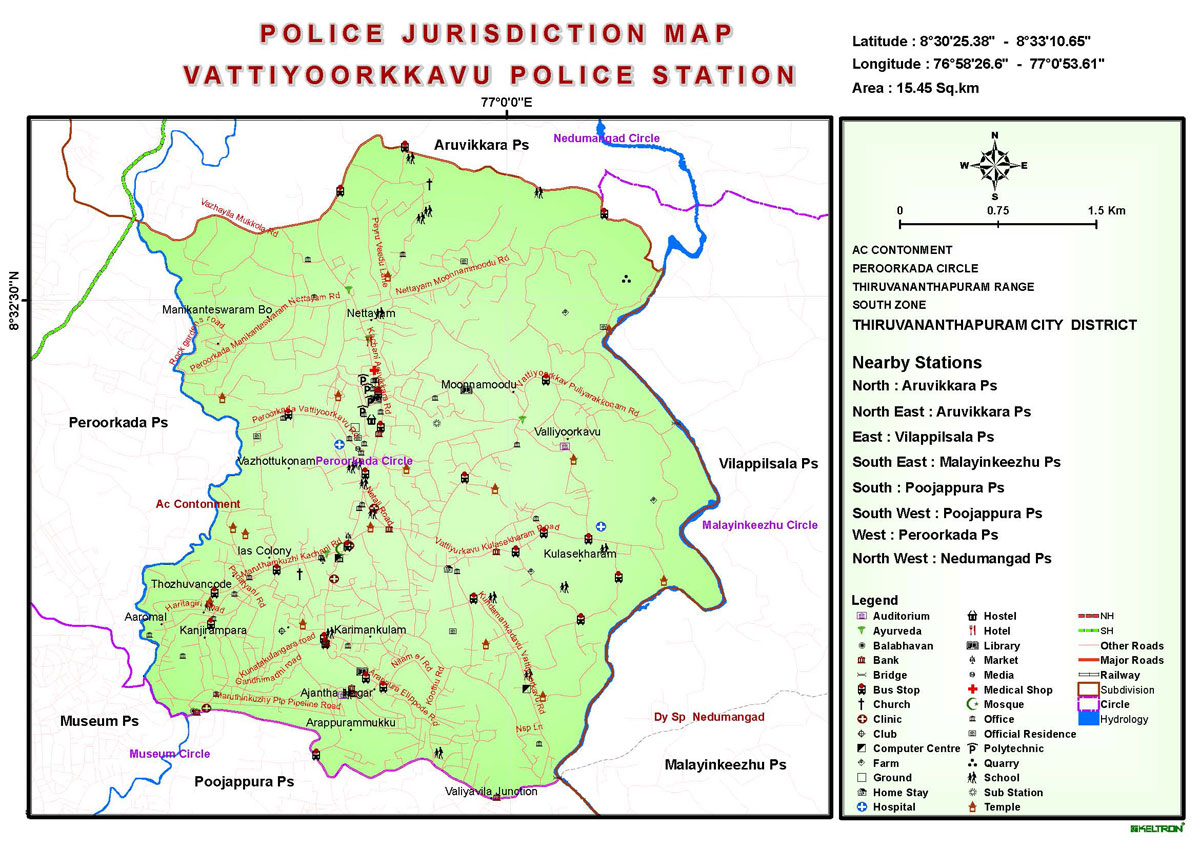 POLICE JURISDICTION MAP
VATTIYOORKKAVU POLICE STATION
Latitude : 8°30'25.38" - 8°33'10.65"
Longitude : 76°58'26.6" - 77°0'53.61"
Area : 15.45 Sq.km
77°0'0"E
8°32'30"N
Aruvikkara Ps
Nedumangad Circle
Vazhayila Mukkola Rd
Peyru Veedu Lane
Nettayam Moonnammoodu Rd
Manikanteswaram Bo
Nettayam
Peroorkada Manikanteswaram Nettayam Rd
Rock garden road
Kachani Aruvikkara Rd
Moonnamoodu
Vattiyoorkkav Puliyarakkonam Rd
Peroorkada Vattiyoorkavu Rd
Peroorkada Ps
Valliyoorkavu
Vazhottukonam
Peroorkada Circle
Vilappilsala Ps
Ac Contonment
Netaji Road
Malayinkeezhu Circle
Vattiyurkavu Kulasekharam Road
Ias Colony
Maruthamkuzhi Kachani Rd
Kulasekharam
Thozhuvancode
Haritagiri Road
Aaromal
Kanjirampara
Karimankulam
Kundamankadavu Vattiyoorkavu Rd
Kunatakulangara road
Gandhimadhi road
Ajantha Nagar
Arappura Elippode Rd
Maruthinkuzhy Ptp Pipeline Road
Arappurammukku
Nsp Ln
Museum Ps
Dy Sp Nedumangad
Museum Circle
Malayinkeezhu Ps
Poojappura Ps
Valiyavila Junction
N
W
E
S
0
0.75
1.5 Km
AC CONTONMENT
PEROORKADA CIRCLE
THIRUVANANTHAPURAM RANGE
SOUTH ZONE
THIRUVANANTHAPURAM CITY DISTRICT
Nearby Stations
North : Aruvikkara Ps
North East : Aruvikkara Ps
East : Vilappilsala Ps
South East : Malayinkeezhu Ps
South : Poojappura Ps
South West : Poojappura Ps
West : Peroorkada Ps
North West : Nedumangad Ps
Legend
Auditorium
Ayurveda
Balabhavan
Bank
Bridge
Bus Stop
Church
Clinic
Club
Computer Centre
Farm
Ground
Home Stay
Hospital
Hostel
Hotel
Library
Market
Media
Medical Shop
Mosque
Office
Official Residence
Polytechnic
Quarry
School
Sub Station
Temple
NH
SH
Other Roads
Major Roads
Railway
Subdivision
Circle
Hydrology
KELTRON